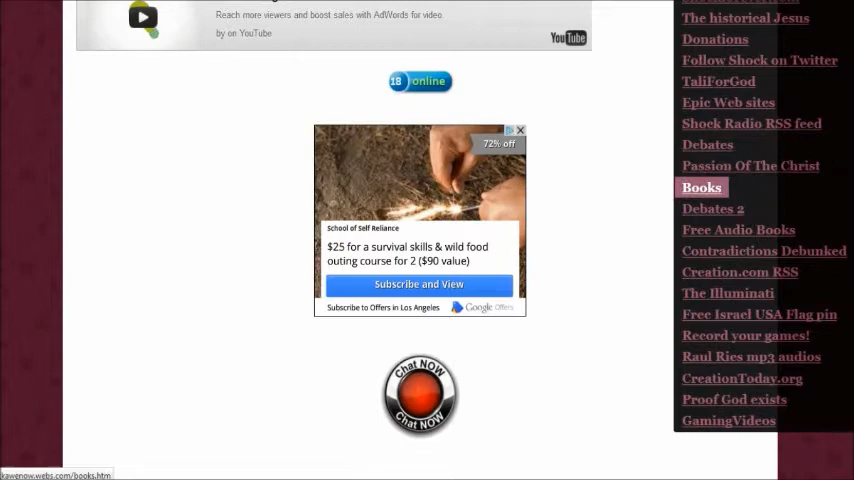 Reach more viewers and boost sales with AdWords for video.
by on YouTube
YouTube
18 online
72% off
School of Self Reliance
$25 for a survival skills & wild food
outing course for 2 ($90 value)
Subscribe and View
Subscribe to Offers in Los Angeles
Google Offers
Chat NOW
Chat NOW
The historical Jesus
Donations
Follow Shock on Twitter
TaliForGod
Epic Web sites
Shock Radio RSS feed
Debates
Passion Of The Christ
Books
Debates 2
Free Audio Books
Contradictions Debunked
Creation.com RSS
The Illuminati
Free Israel USA Flag pin
Record your games!
Raul Ries mp3 audios
CreationToday.org
Proof God exists
GamingVideos
kawenow.webs.com/books.htm